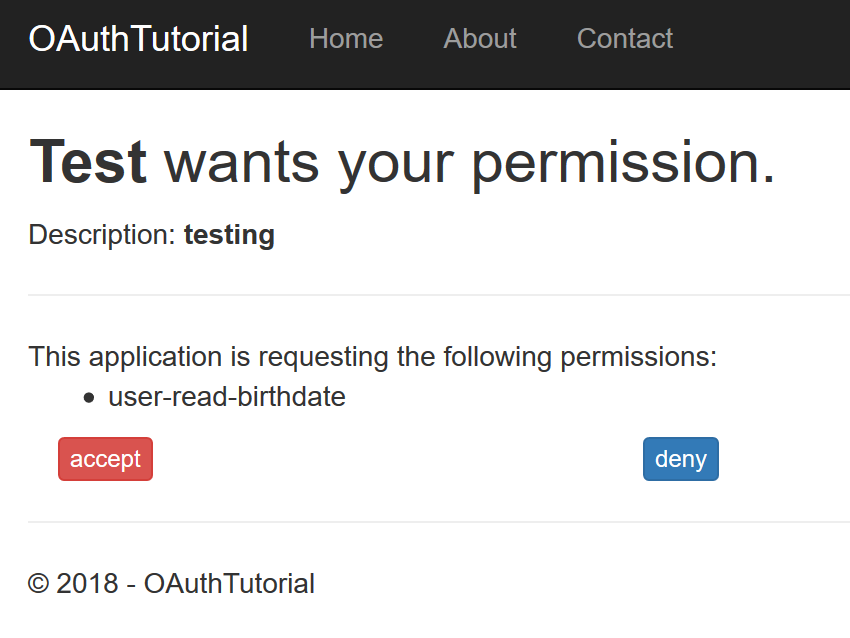 OAuthTutorial Home About Contact
Test wants your permission.
Description: testing
This application is requesting the following permissions:
• user-read-birthdate
accept deny
© 2018 - OAuthTutorial